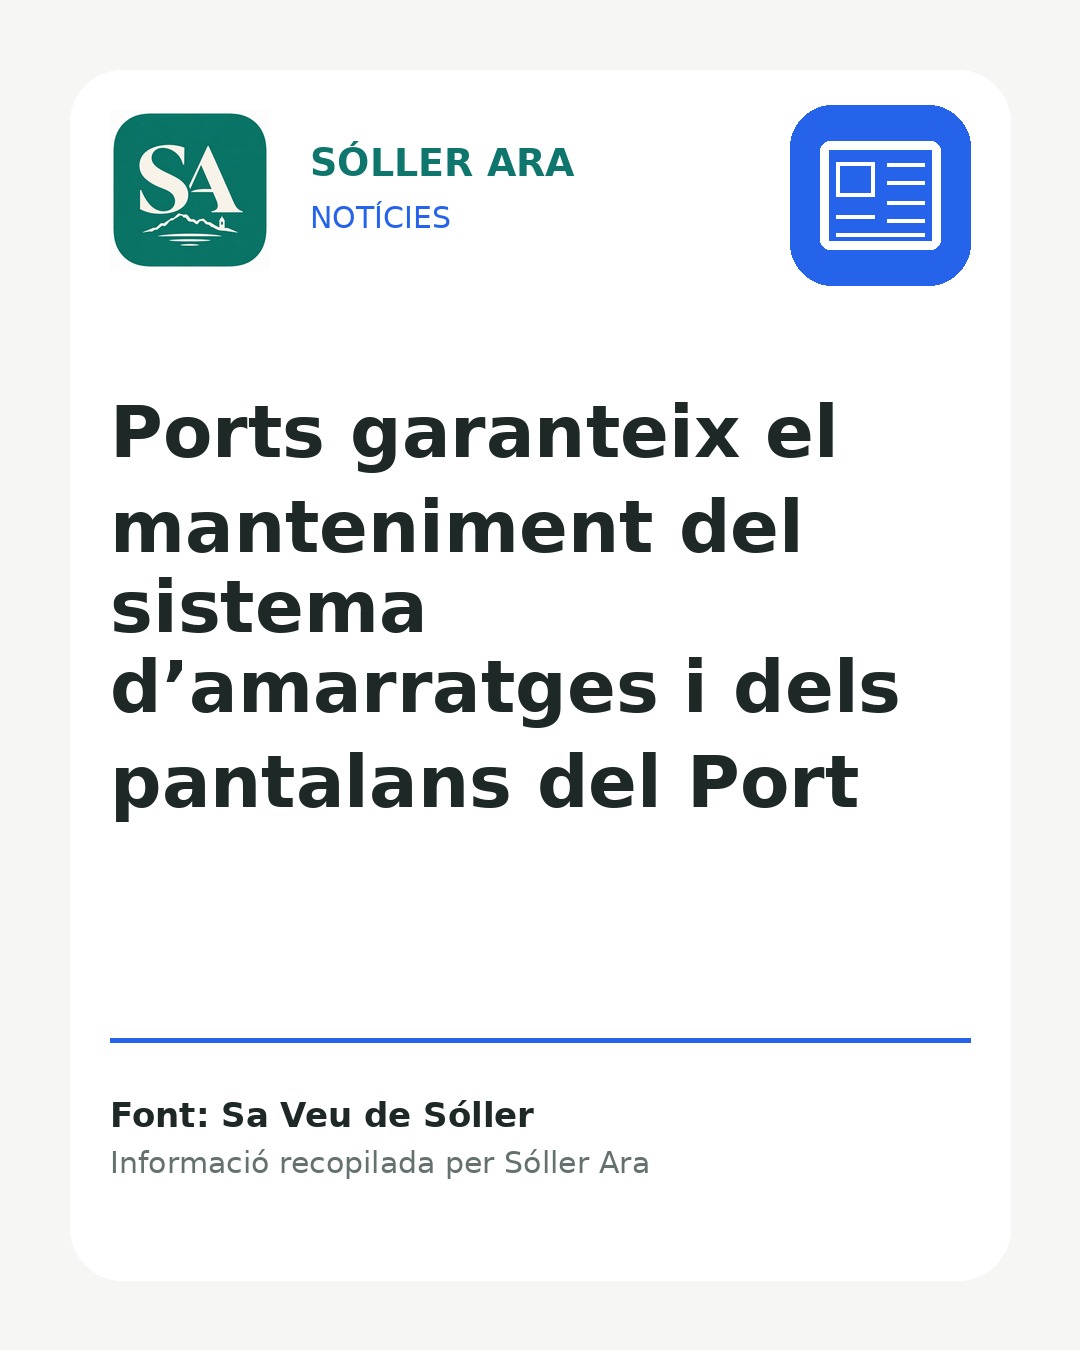 SA
SÓLLER ARA
NOTÍCIES
Ports garanteix el
manteniment del
sistema
d’amarratges i dels
pantalans del Port
Font: Sa Veu de Sóller
Informació recopilada per Sóller Ara